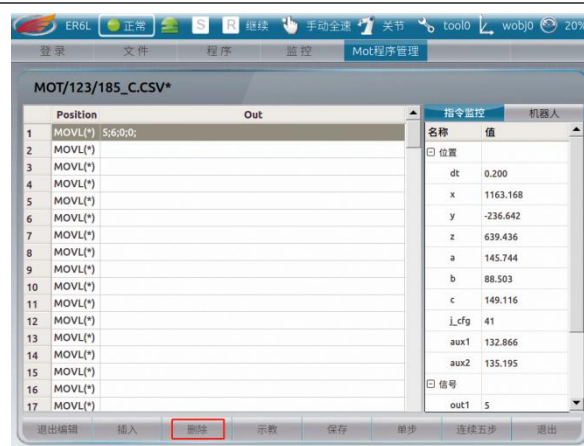 ER6L 正常 S R 继续 手动全速 关节 tool0 wobj0 20%
登录 文件 程序 监控 Mot程序管理
MOT/123/185_C.CSV*
Position Out 指令监控 机器人
名称 值
1 MOVL(*) 5;6;0;0;
2 MOVL(*)
3 MOVL(*)
4 MOVL(*)
5 MOVL(*)
6 MOVL(*)
7 MOVL(*)
8 MOVL(*)
9 MOVL(*)
10 MOVL(*)
11 MOVL(*)
12 MOVL(*)
13 MOVL(*)
14 MOVL(*)
15 MOVL(*)
16 MOVL(*)
17 MOVL(*)
位置
dt 0.200
x 1163.168
y -236.642
z 639.436
a 145.744
b 88.503
c 149.116
j_cfg 41
aux1 132.866
aux2 135.195
信号
out1 5
退出编辑 插入 删除 示教 保存 单步 连续五步 退出